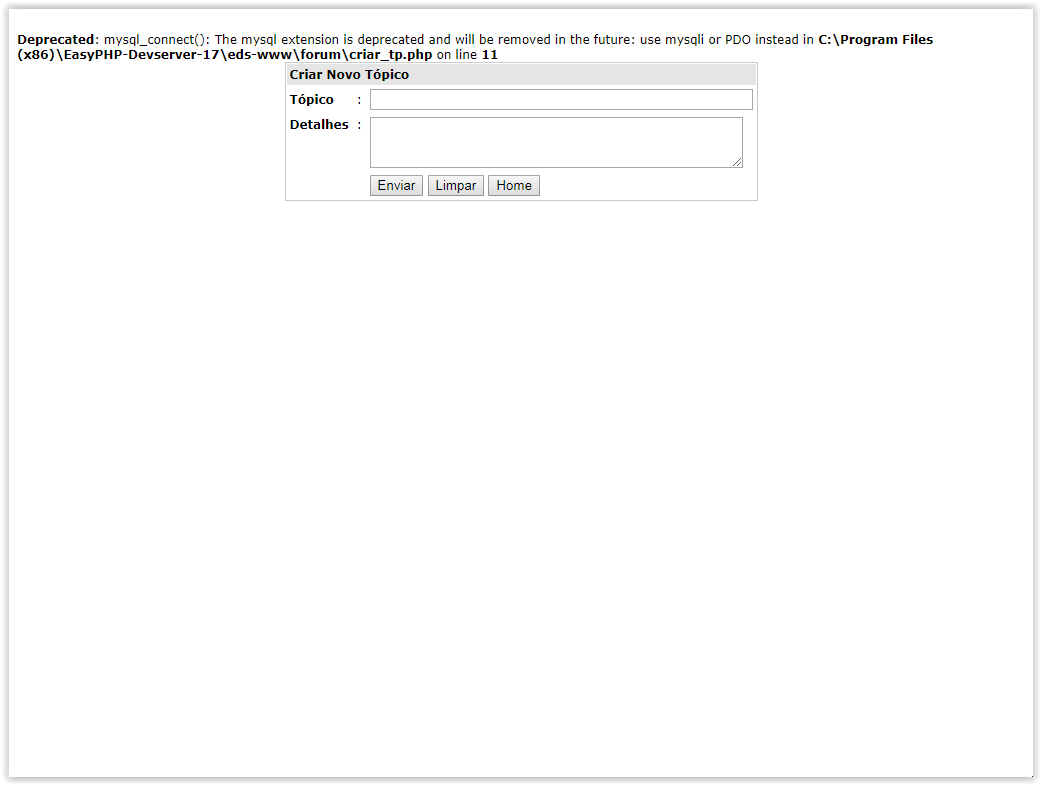 Deprecated: mysql_connect(): The mysql extension is deprecated and will be removed in the future: use mysqli or PDO instead in C:\Program Files
(x86)\EasyPHP-Devserver-17\eds-www\forum\criar_tp.php on line 11
Criar Novo Tópico
Tópico :
Detalhes :
Enviar Limpar Home